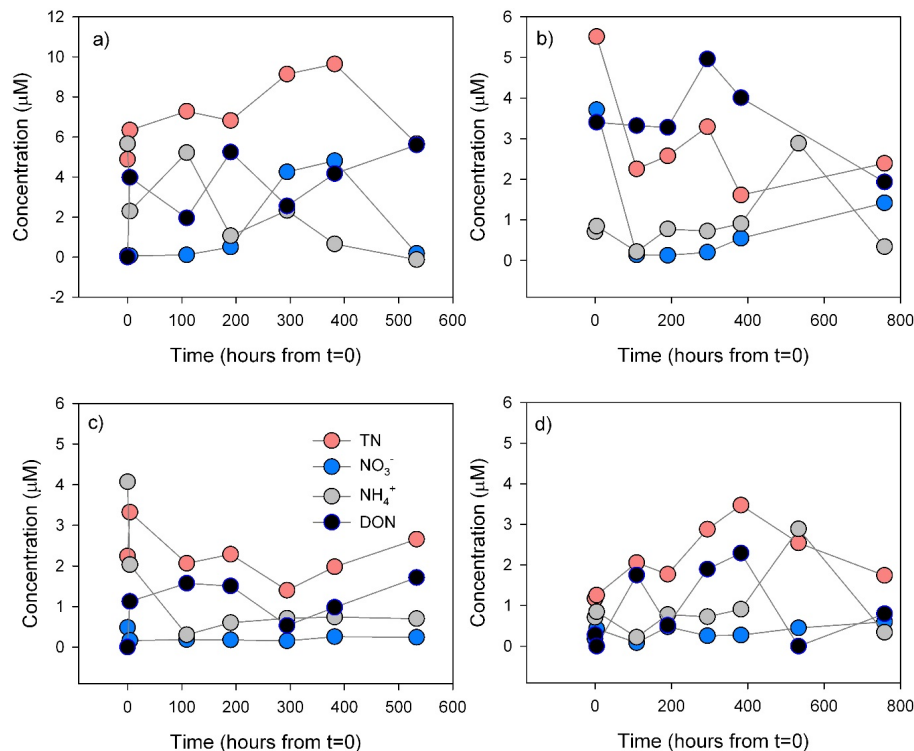 a)
Concentration (μM)
12
10
8
6
4
2
0
-2
0 100 200 300 400 500 600
Time (hours from t=0)
b)
Concentration (μM)
6
5
4
3
2
1
0
0 200 400 600 800
Time (hours from t=0)
c)
Concentration (μM)
6
5
4
3
2
1
0
TN
NO₃⁻
NH₄⁺
DON
0 100 200 300 400 500 600
Time (hours from t=0)
d)
Concentration (μM)
6
5
4
3
2
1
0
0 200 400 600 800
Time (hours from t=0)